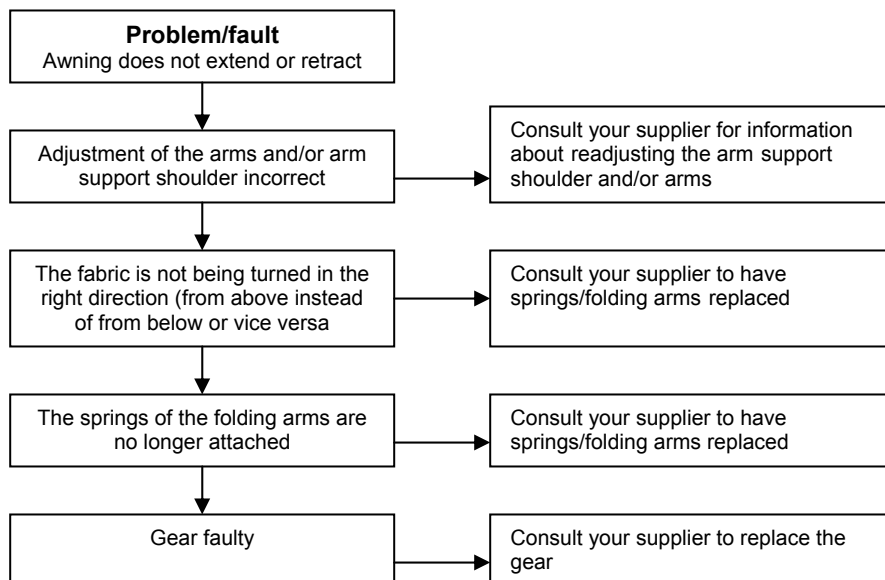 Problem/fault
Awning does not extend or retract
Adjustment of the arms and/or arm
support shoulder incorrect
Consult your supplier for information
about readjusting the arm support
shoulder and/or arms
The fabric is not being turned in the
right direction (from above instead
of from below or vice versa
Consult your supplier to have
springs/folding arms replaced
The springs of the folding arms are
no longer attached
Consult your supplier to have
springs/folding arms replaced
Gear faulty
Consult your supplier to replace the
gear